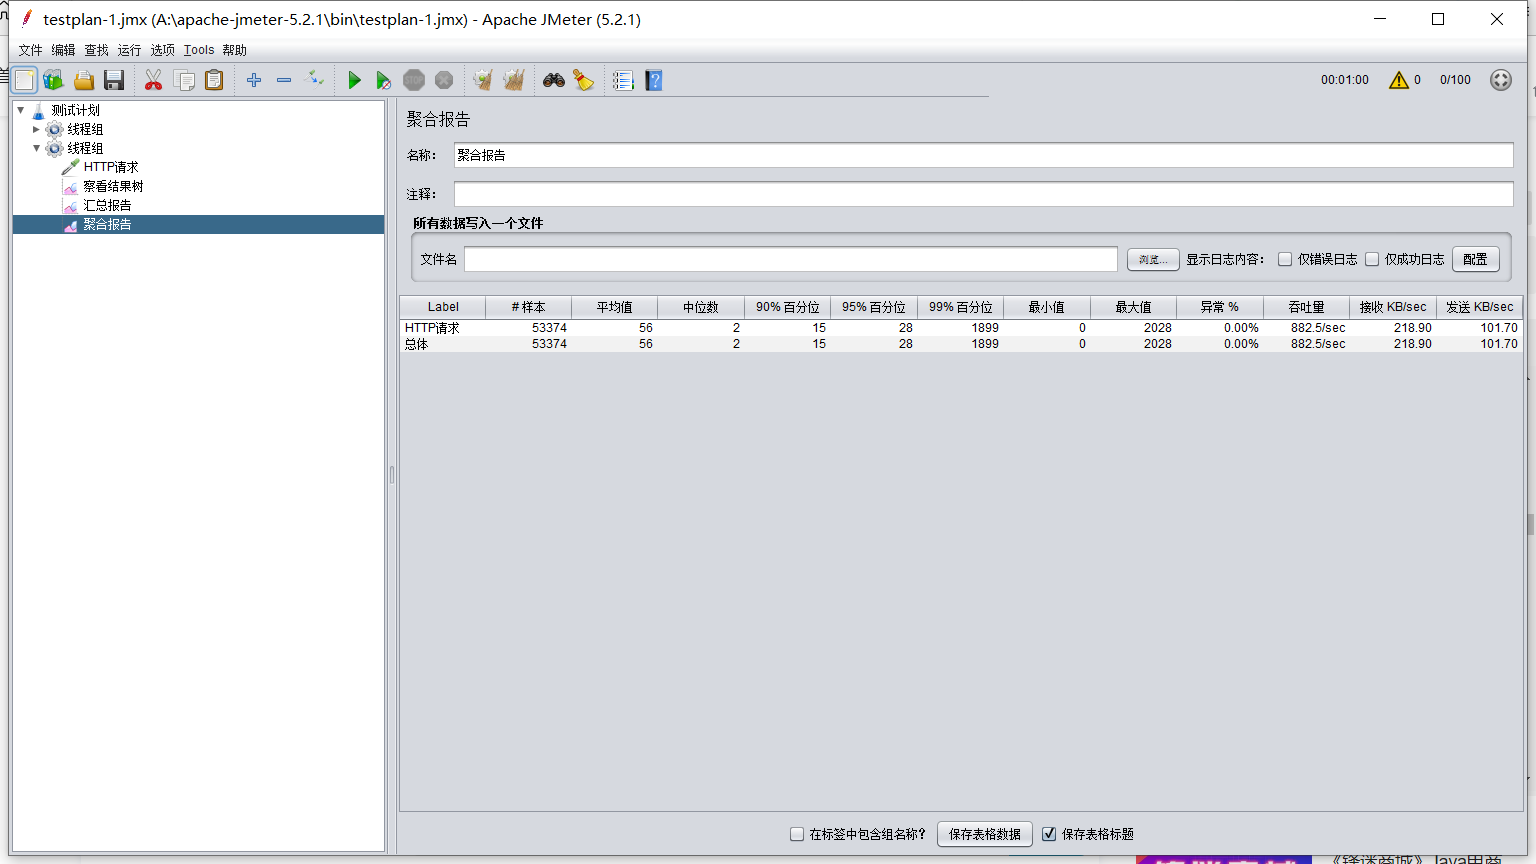 testplan-1.jmx (A:\apache-jmeter-5.2.1\bin\testplan-1.jmx) - Apache JMeter (5.2.1)
文件 编辑 查找 运行 选项 Tools 帮助
00:01:00 0 0/100
测试计划
线程组
线程组
HTTP请求
察看结果树
汇总报告
聚合报告
聚合报告
名称： 聚合报告
注释：
所有数据写入一个文件
文件名 浏览... 显示日志内容： 仅错误日志 仅成功日志 配置
Label # 样本 平均值 中位数 90% 百分位 95% 百分位 99% 百分位 最小值 最大值 异常 % 吞吐量 接收 KB/sec 发送 KB/sec
HTTP请求 53374 56 2 15 28 1899 0 2028 0.00% 882.5/sec 218.90 101.70
总体 53374 56 2 15 28 1899 0 2028 0.00% 882.5/sec 218.90 101.70
在标签中包含组名称? 保存表格数据 保存表格标题